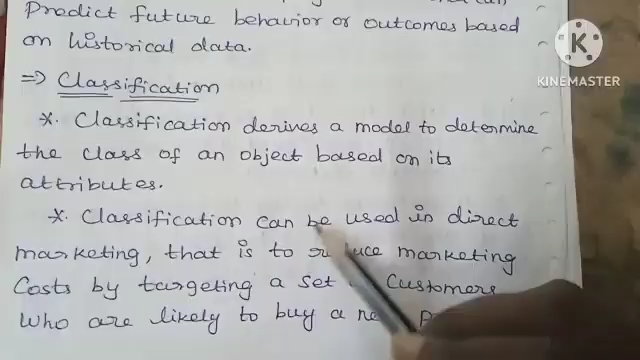 Predict future behavior or outcomes based
on historical data.
⇒ Classification
*. Classification derives a model to determine
the class of an object based on its
attributes.
*. Classification can be used in direct
marketing, that is to marketing
Costs by targeting a set Customers
Who are likely to buy a
K
KINEMASTER